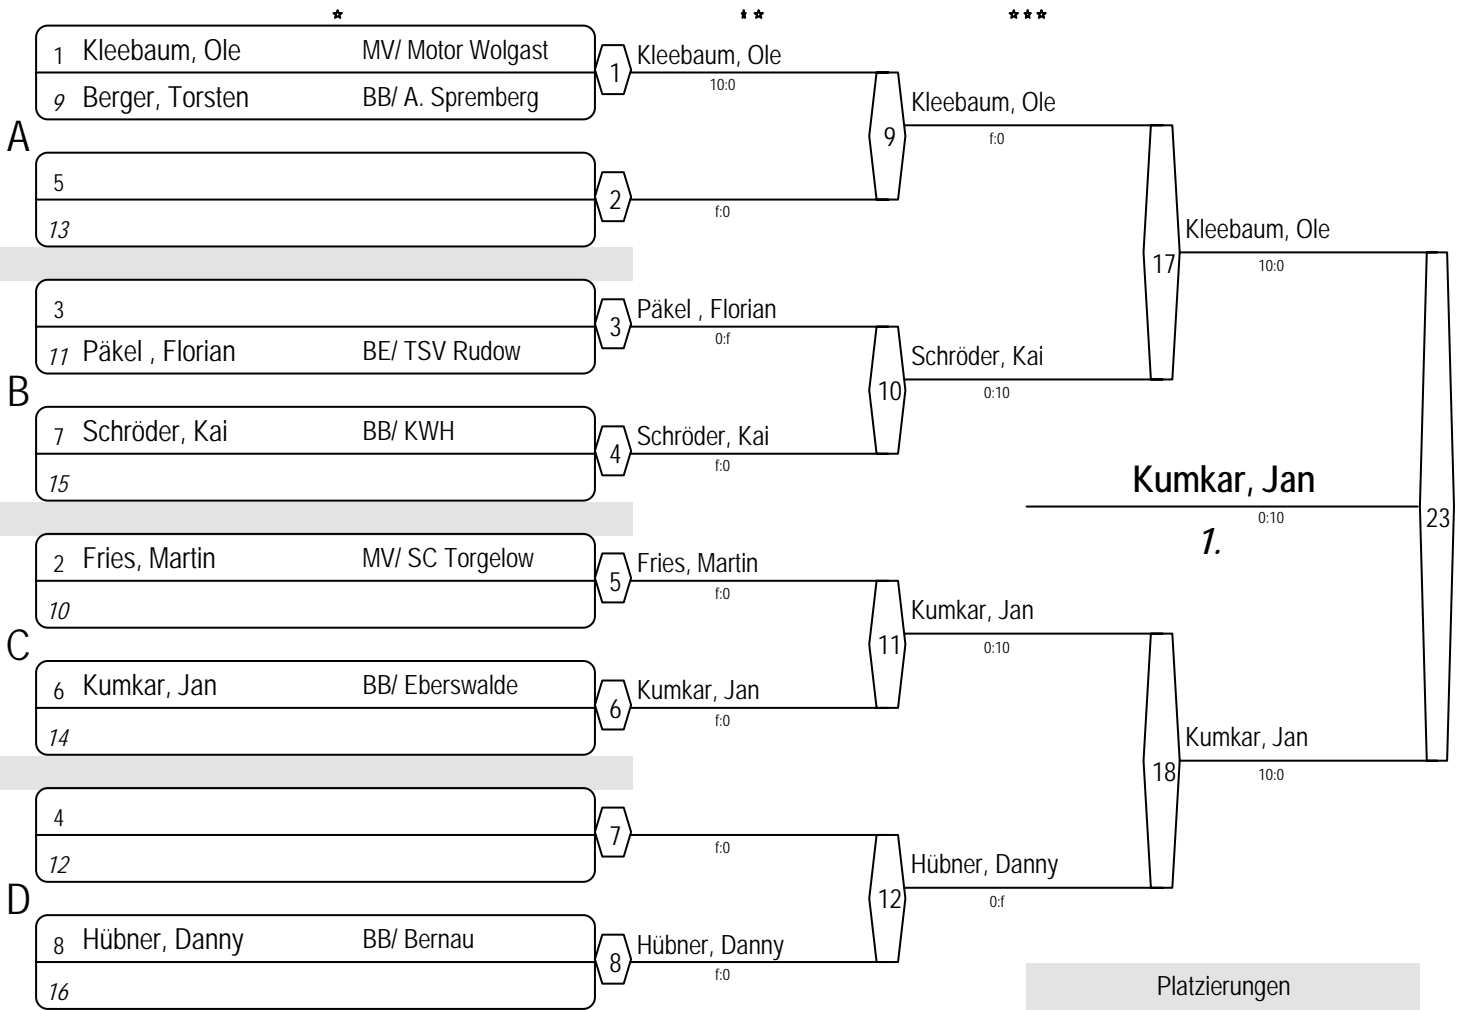 1 Kleebaum, Ole MV/ Motor Wolgast
9 Berger, Torsten BB/ A. Spremberg
A
5
13
3
11 Päkel , Florian BE/ TSV Rudow
B
7 Schröder, Kai BB/ KWH
15
2 Fries, Martin MV/ SC Torgelow
10
C
6 Kumkar, Jan BB/ Eberswalde
14
4
12
D
8 Hübner, Danny BB/ Bernau
16
1 Kleebaum, Ole
10:0
2
f:0
3 Päkel , Florian
0:f
4 Schröder, Kai
f:0
5 Fries, Martin
f:0
6 Kumkar, Jan
f:0
7
f:0
8 Hübner, Danny
f:0
9 Kleebaum, Ole
f:0
10 Schröder, Kai
0:10
11 Kumkar, Jan
0:10
12 Hübner, Danny
0:f
17 Kleebaum, Ole
10:0
18 Kumkar, Jan
10:0
Kumkar, Jan
0:10
23
1.
Platzierungen